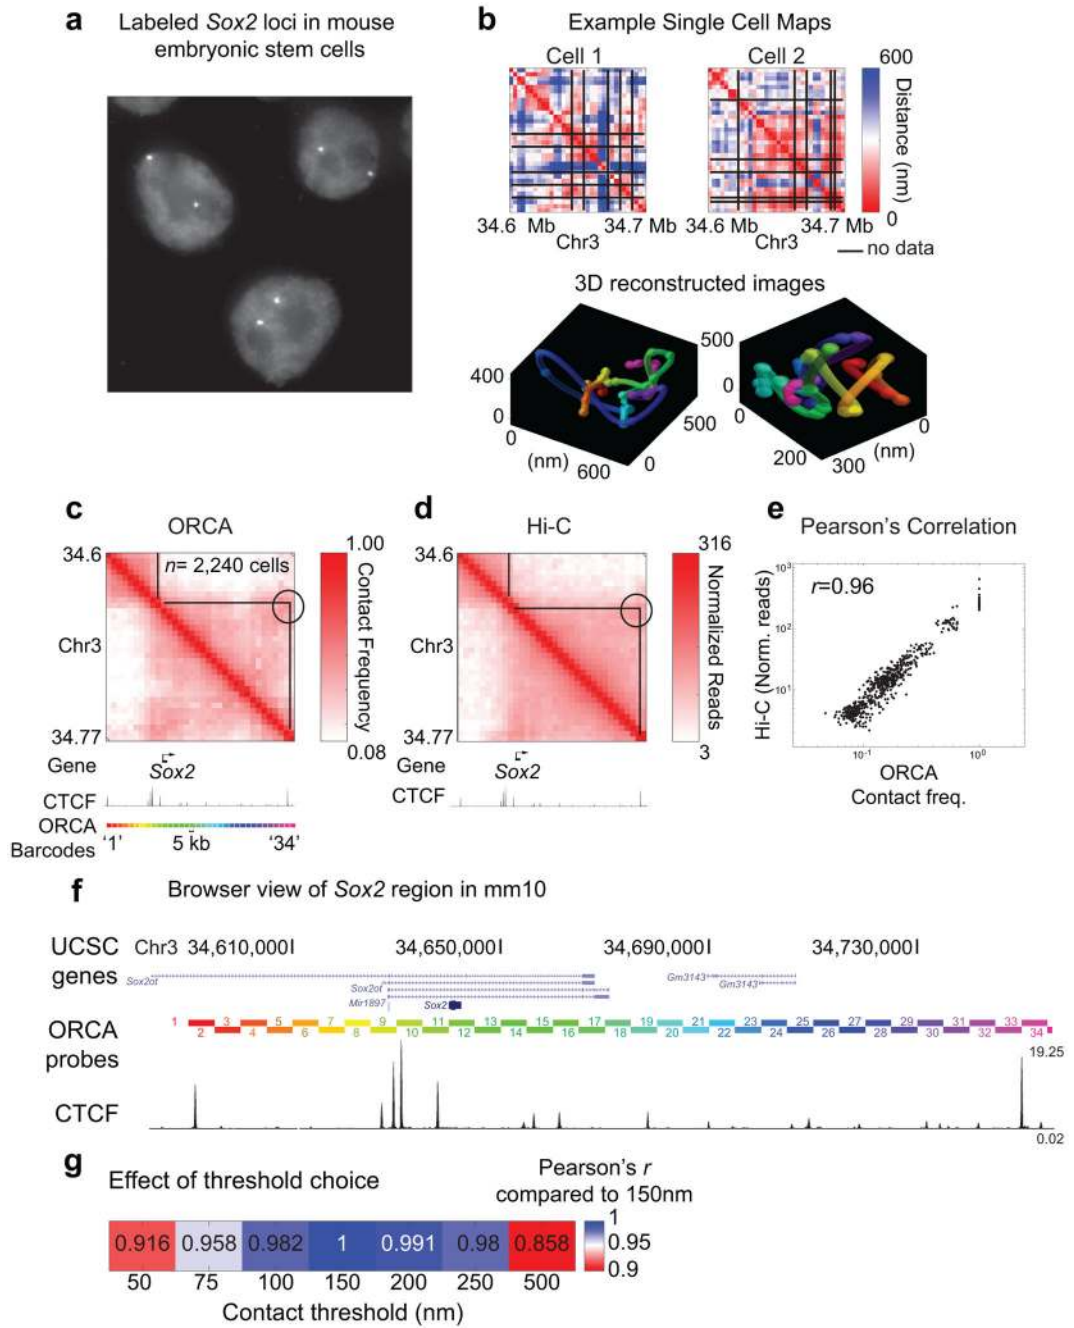 a
Labeled Sox2 loci in mouse
embryonic stem cells
b
Example Single Cell Maps
Cell 1
Cell 2
600
Distance (nm)
0
34.6 Mb
34.7 Mb
34.6 Mb
34.7 Mb
Chr3
Chr3
no data
3D reconstructed images
400
0
0
(nm)
600
0
500
500
0
0
200
300
(nm)
0
c
ORCA
34.6
n= 2,240 cells
Chr3
34.77
1.00
Contact Frequency
0.08
Gene
Sox2
CTCF
ORCA
Barcodes
'1'
5 kb
'34'
d
Hi-C
34.6
Chr3
34.77
316
Normalized Reads
3
Gene
Sox2
CTCF
e
Pearson's Correlation
r=0.96
Hi-C (Norm. reads)
10³
10²
10¹
10⁻¹
10⁰
ORCA
Contact freq.
f
Browser view of Sox2 region in mm10
UCSC
genes
Chr3 34,610,000I 34,650,000I 34,690,000I 34,730,000I
Sox2ot
Sox2ot
Mir1897
Sox2
Gm3143
Gm3143
ORCA
probes
1 3 5 7 9 11 13 15 17 19 21 23 25 27 29 31 33
2 4 6 8 10 12 14 16 18 20 22 24 26 28 30 32 34
CTCF
19.25
0.02
g
Effect of threshold choice
Pearson's r
compared to 150nm
0.916 0.958 0.982 1 0.991 0.98 0.858
50 75 100 150 200 250 500
Contact threshold (nm)
1
0.95
0.9